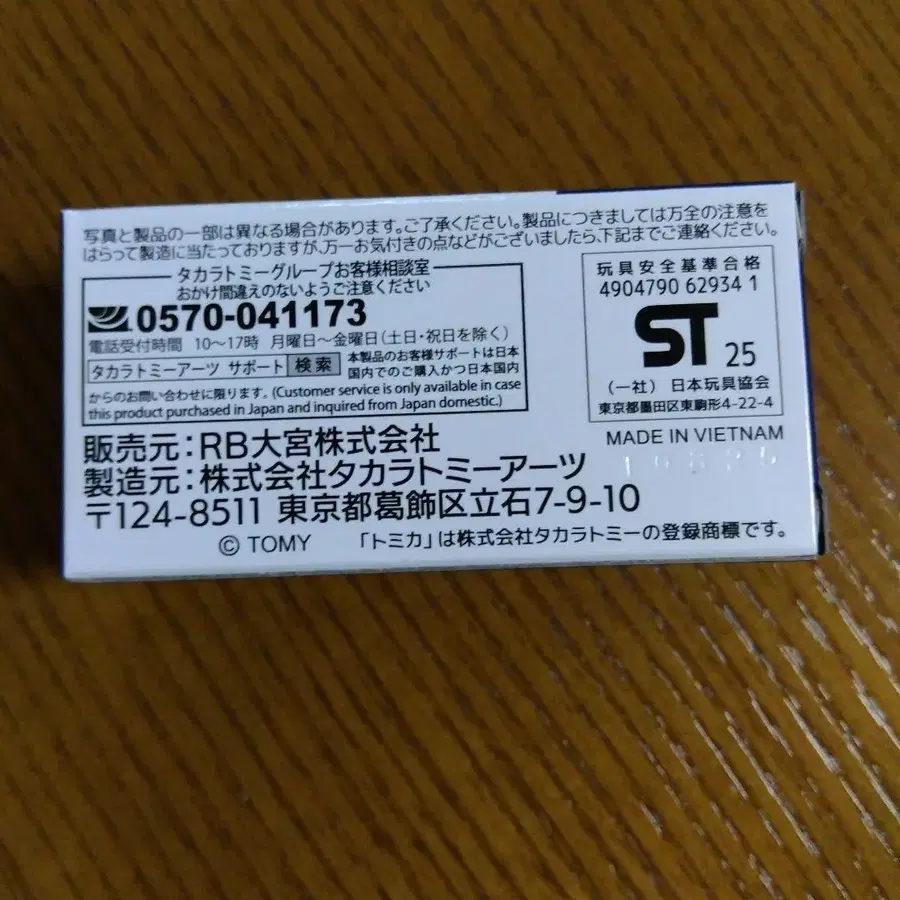 写真と製品の一部は異なる場合があります。ご了承ください。製品につきましては万全の注意を
はらって製造に当たっておりますが、万一お気付きの点などがございましたら、下記までご連絡ください。
タカラトミーグループお客様相談室
おかけ間違えのないようご注意ください
0570-041173
電話受付時間 10～17時 月曜日～金曜日(土日・祝日を除く)
タカラトミーアーツ サポート 検索
本製品のお客様サポートは日本
国内でのご購入かつ日本国内
からのお問い合わせに限ります。(Customer service is only available in case
this product purchased in Japan and inquired from Japan domestic.)
玩具安全基準合格
4904790 62934 1
ST 25
(一社) 日本玩具協会
東京都墨田区東駒形4-22-4
MADE IN VIETNAM
販売元:RB大宮株式会社
製造元:株式会社タカラトミーアーツ
〒124-8511 東京都葛飾区立石7-9-10
© TOMY 「トミカ」は株式会社タカラトミーの登録商標です。